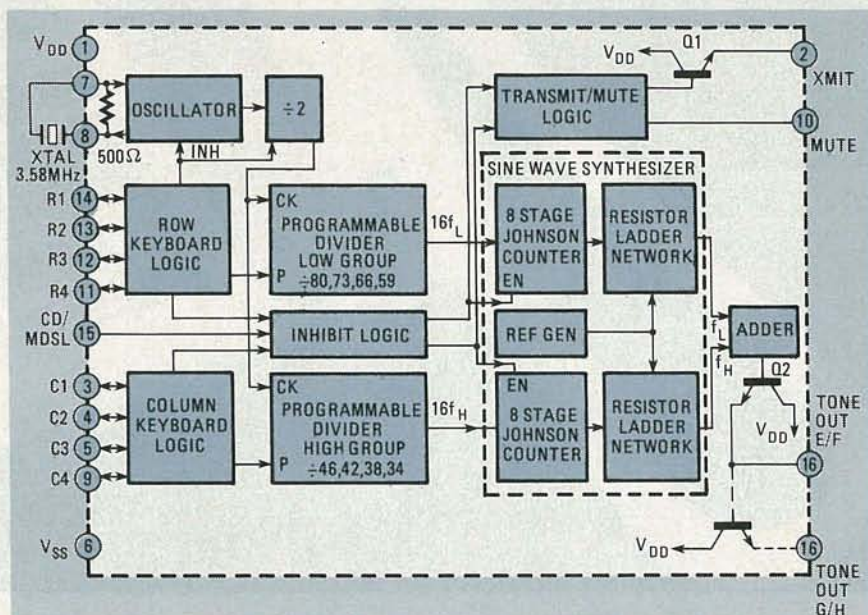 VDD
1
7
8
XTAL
3.58MHz
500Ω
OSCILLATOR
÷2
INH
R1
14
R2
13
R3
12
R4
11
CD/
MDSL
15
C1
3
C2
4
C3
5
C4
9
VSS
6
ROW
KEYBOARD
LOGIC
COLUMN
KEYBOARD
LOGIC
CK
PROGRAMMABLE
DIVIDER
LOW GROUP
÷80,73,66,59
P
16fL
INHIBIT LOGIC
CK
PROGRAMMABLE
DIVIDER
HIGH GROUP
÷46,42,38,34
P
16fH
TRANSMIT/MUTE
LOGIC
VDD
Q1
2
XMIT
10
MUTE
SINE WAVE SYNTHESIZER
8 STAGE
JOHNSON
COUNTER
EN
RESISTOR
LADDER
NETWORK
REF GEN
EN
8 STAGE
JOHNSON
COUNTER
RESISTOR
LADDER
NETWORK
fL
fH
ADDER
Q2
VDD
TONE
OUT
E/F
16
VDD
16
TONE
OUT
G/H